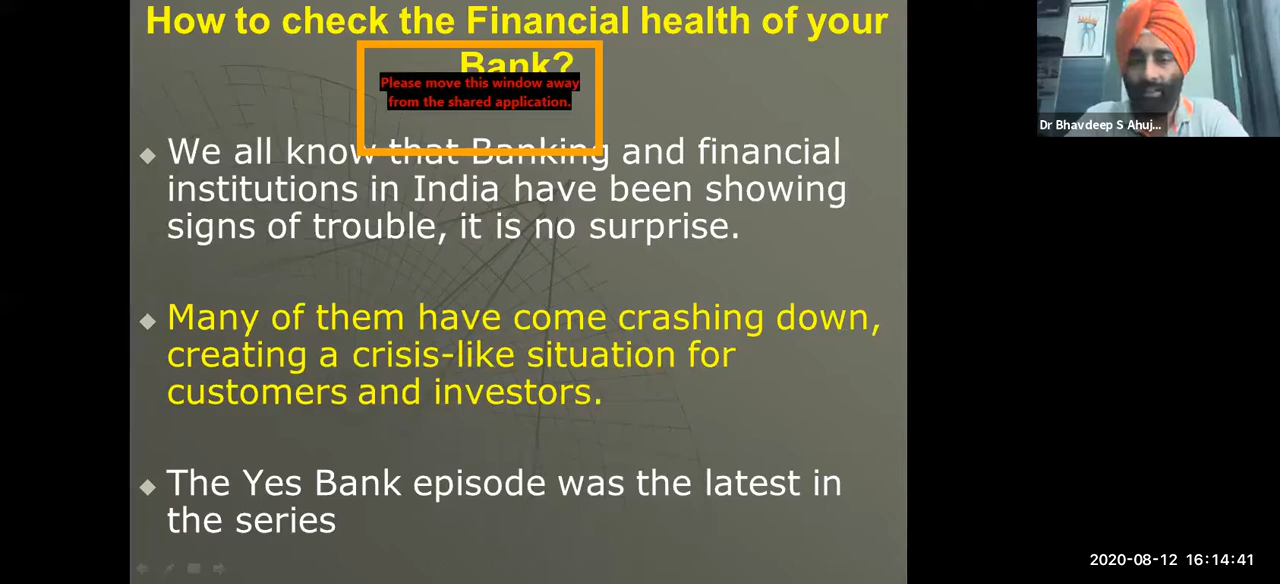 How to check the Financial health of your
Bank?
Please move this window away
from the shared application.
We all know that Banking and financial
institutions in India have been showing
signs of trouble, it is no surprise.
Many of them have come crashing down,
creating a crisis-like situation for
customers and investors.
The Yes Bank episode was the latest in
the series
Dr Bhavdeep S Ahuj...
2020-08-12 16:14:41